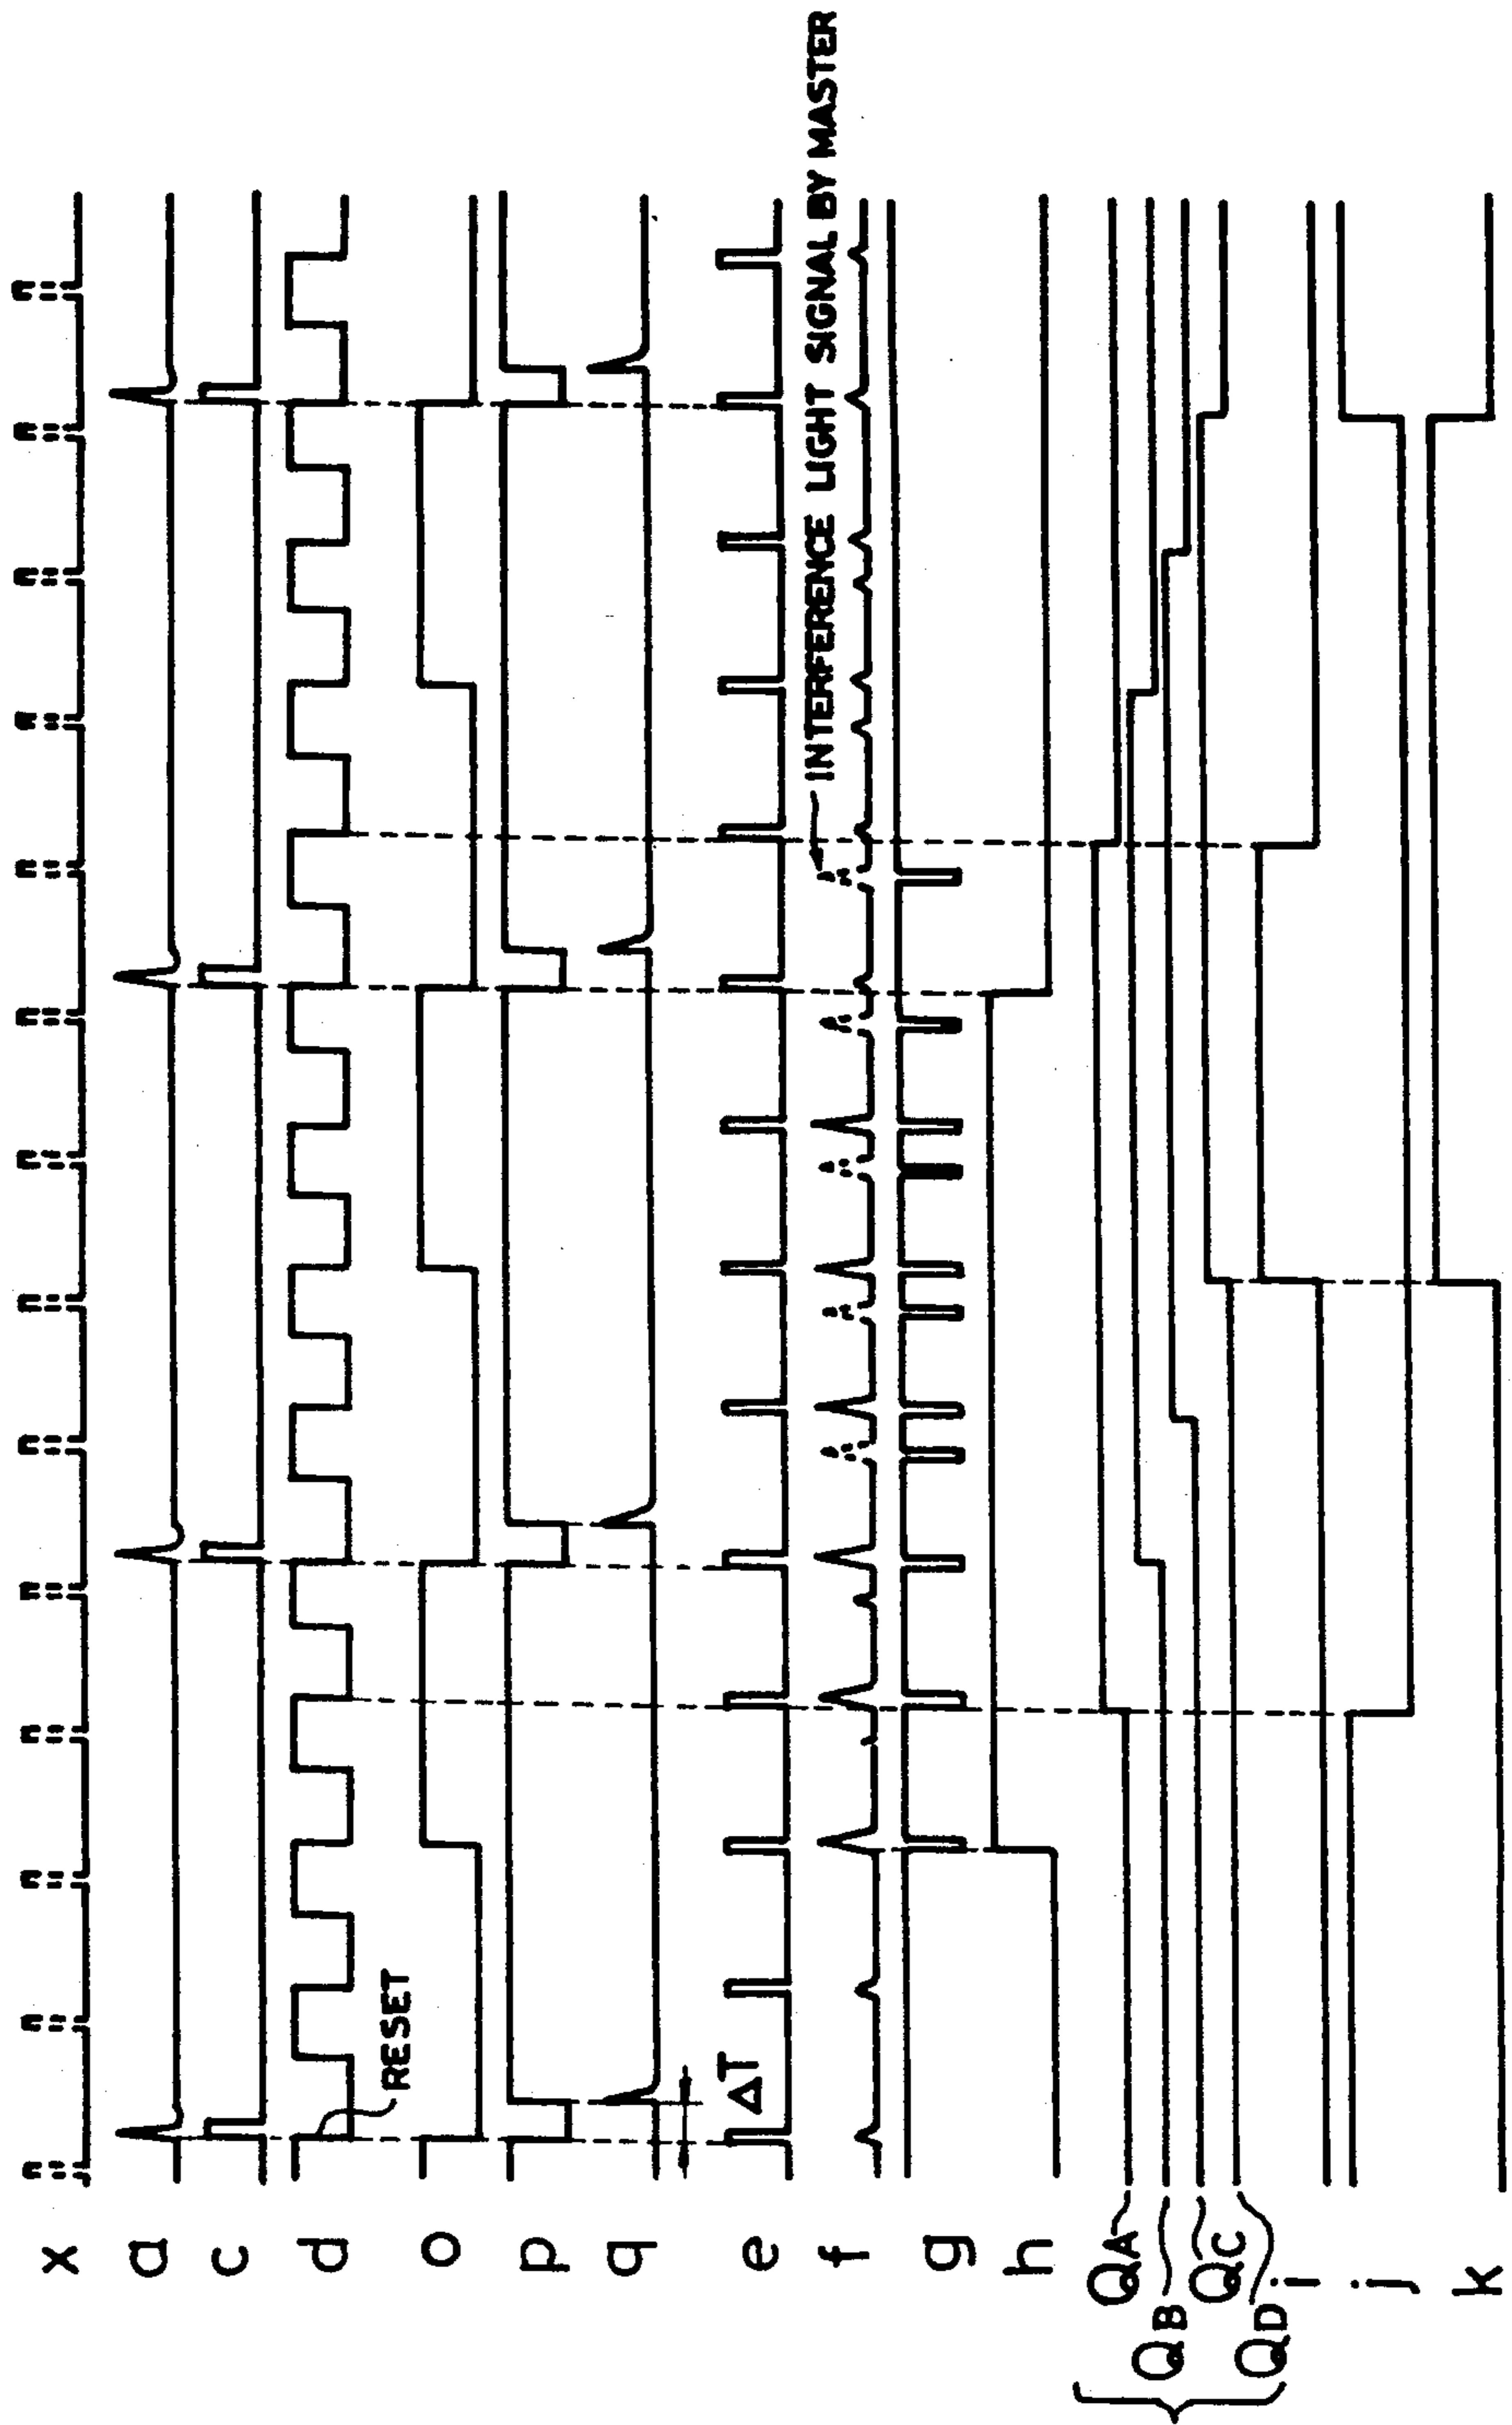 x
a
c
d
RESET
o
p
q
ΔT
e
INTERFERENCE LIGHT SIGNAL BY MASTER
f
g
h
QA
QB
QC
QD
i
j
k